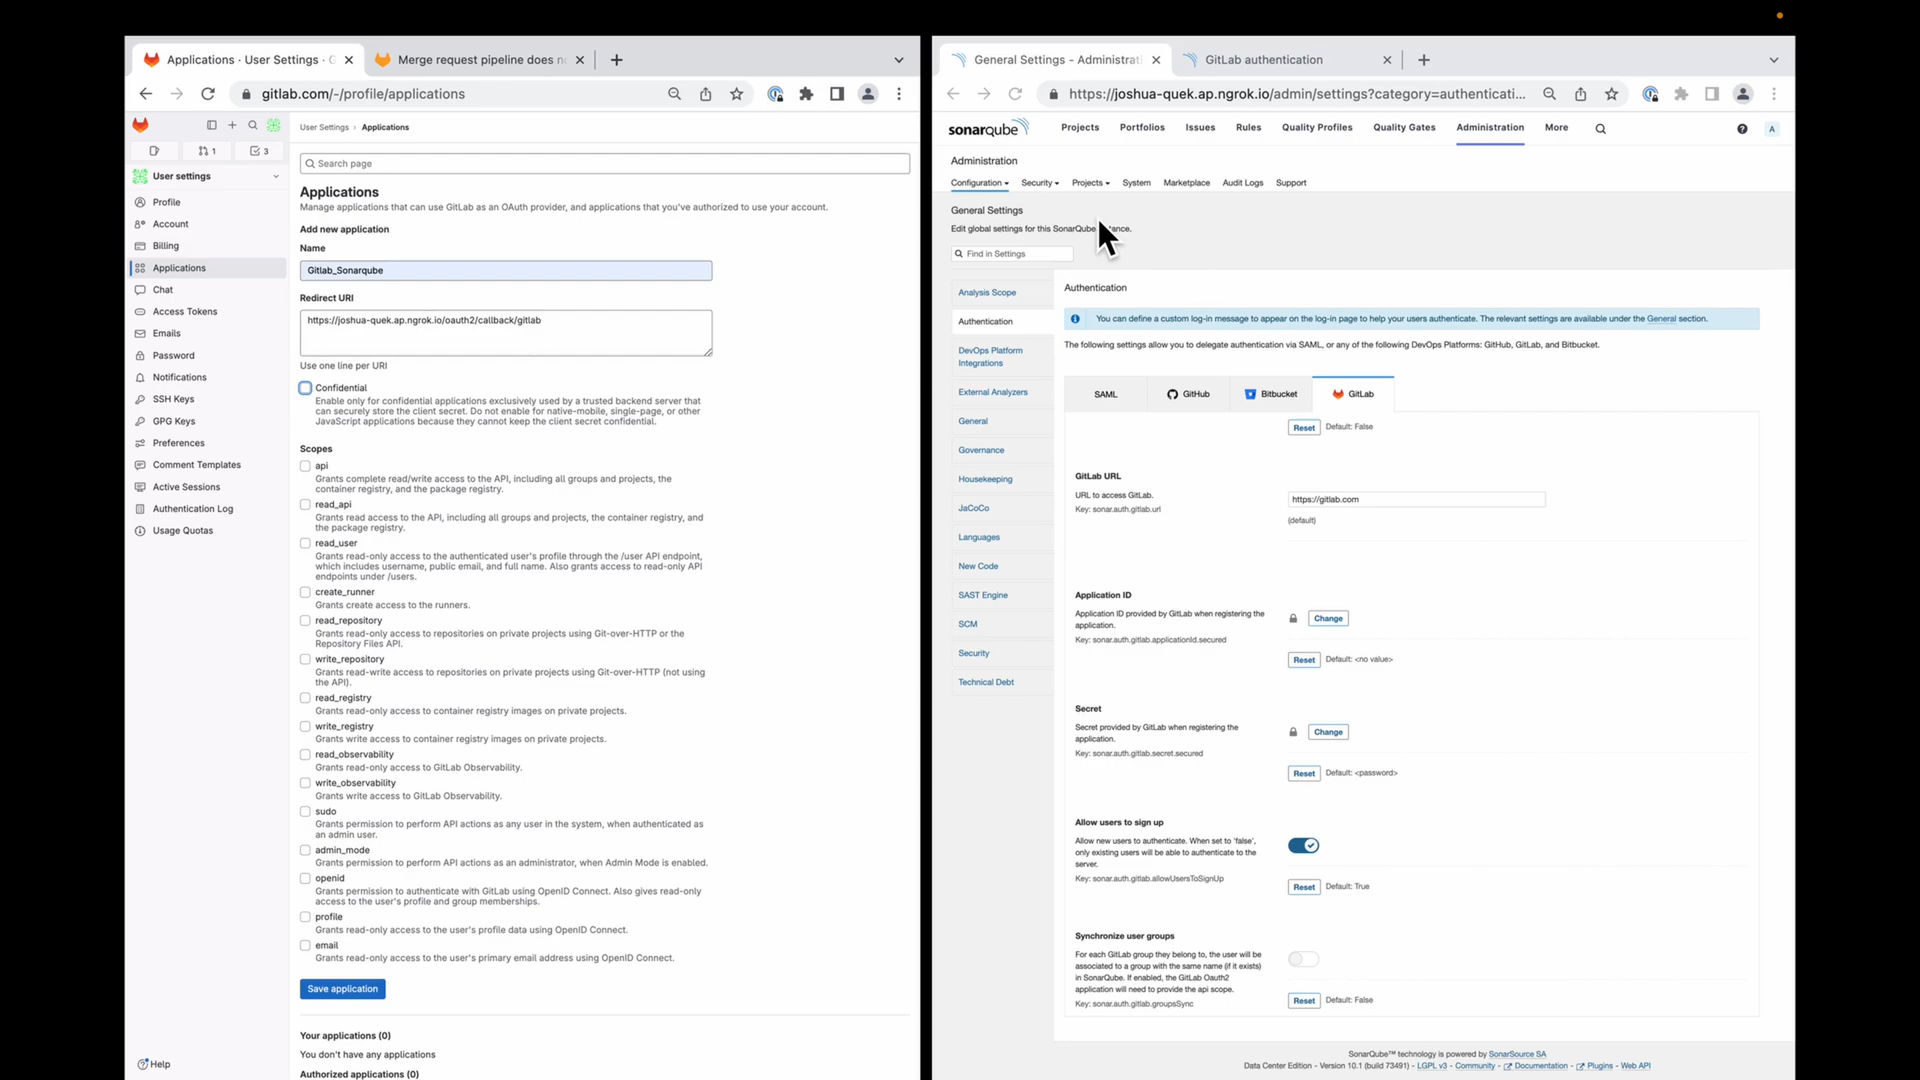 Applications · User Settings · G
Merge request pipeline does n
gitlab.com/-/profile/applications
1
3
User settings
Profile
Account
Billing
Applications
Chat
Access Tokens
Emails
Password
Notifications
SSH Keys
GPG Keys
Preferences
Comment Templates
Active Sessions
Authentication Log
Usage Quotas
Help
User Settings › Applications
Search page
Applications
Manage applications that can use GitLab as an OAuth provider, and applications that you've authorized to use your account.
Add new application
Name
Gitlab_Sonarqube
Redirect URI
https://joshua-quek.ap.ngrok.io/oauth2/callback/gitlab
Use one line per URI
Confidential
Enable only for confidential applications exclusively used by a trusted backend server that
can securely store the client secret. Do not enable for native-mobile, single-page, or other
JavaScript applications because they cannot keep the client secret confidential.
Scopes
api
Grants complete read/write access to the API, including all groups and projects, the
container registry, and the package registry.
read_api
Grants read access to the API, including all groups and projects, the container registry, and
the package registry.
read_user
Grants read-only access to the authenticated user's profile through the /user API endpoint,
which includes username, public email, and full name. Also grants access to read-only API
endpoints under /users.
create_runner
Grants create access to the runners.
read_repository
Grants read-only access to repositories on private projects using Git-over-HTTP or the
Repository Files API.
write_repository
Grants read-write access to repositories on private projects using Git-over-HTTP (not using
the API).
read_registry
Grants read-only access to container registry images on private projects.
write_registry
Grants write access to container registry images on private projects.
read_observability
Grants read-only access to GitLab Observability.
write_observability
Grants write access to GitLab Observability.
sudo
Grants permission to perform API actions as any user in the system, when authenticated as
an admin user.
admin_mode
Grants permission to perform API actions as an administrator, when Admin Mode is enabled.
openid
Grants permission to authenticate with GitLab using OpenID Connect. Also gives read-only
access to the user's profile and group memberships.
profile
Grants read-only access to the user's profile data using OpenID Connect.
email
Grants read-only access to the user's primary email address using OpenID Connect.
Save application
Your applications (0)
You don't have any applications
Authorized applications (0)
General Settings - Administrati
GitLab authentication
https://joshua-quek.ap.ngrok.io/admin/settings?category=authenticati...
sonarqube Projects Portfolios Issues Rules Quality Profiles Quality Gates Administration More
A
Administration
Configuration Security Projects System Marketplace Audit Logs Support
General Settings
Edit global settings for this SonarQube
Find in Settings
Analysis Scope
Authentication
DevOps Platform
Integrations
External Analyzers
General
Governance
Housekeeping
JaCoCo
Languages
New Code
SAST Engine
SCM
Security
Technical Debt
Authentication
You can define a custom log-in message to appear on the log-in page to help your users authenticate. The relevant settings are available under the General section.
The following settings allow you to delegate authentication via SAML, or any of the following DevOps Platforms: GitHub, GitLab, and Bitbucket.
SAML GitHub Bitbucket GitLab
Reset Default: False
GitLab URL
URL to access GitLab.
Key: sonar.auth.gitlab.url
https://gitlab.com
(default)
Application ID
Application ID provided by GitLab when registering the
application.
Key: sonar.auth.gitlab.applicationId.secured
Change
Reset Default: <no value>
Secret
Secret provided by GitLab when registering the
application.
Key: sonar.auth.gitlab.secret.secured
Change
Reset Default: <password>
Allow users to sign up
Allow new users to authenticate. When set to 'false',
only existing users will be able to authenticate to the
server.
Key: sonar.auth.gitlab.allowUsersToSignUp
Reset Default: True
Synchronize user groups
For each GitLab group they belong to, the user will be
associated to a group with the same name (if it exists)
in SonarQube. If enabled, the GitLab Oauth2
application will need to provide the api scope.
Key: sonar.auth.gitlab.groupsSync
Reset Default: False
SonarQube™ technology is powered by SonarSource SA
Data Center Edition - Version 10.1 (build 73491) - LGPL v3 - Community - Documentation - Plugins - Web API